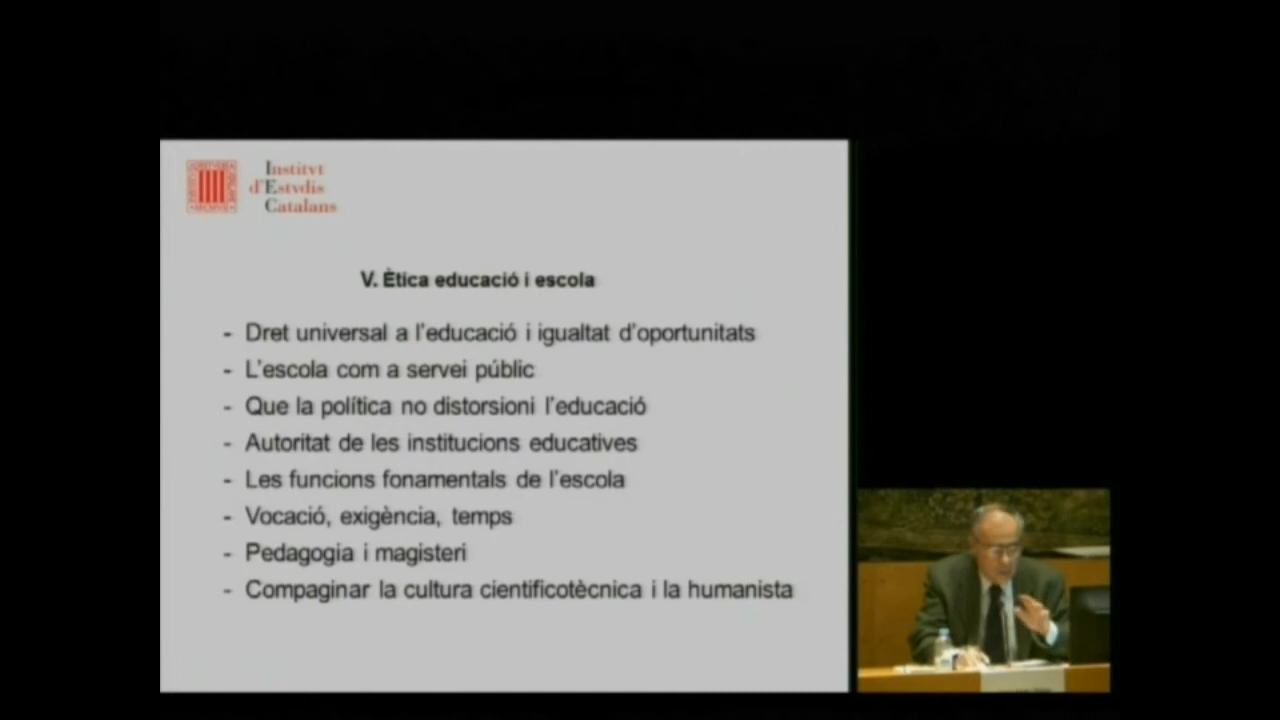 Institvt
d'Estvdis
Catalans
V. Ètica educació i escola
- Dret universal a l'educació i igualtat d'oportunitats
- L'escola com a servei públic
- Que la política no distorsioni l'educació
- Autoritat de les institucions educatives
- Les funcions fonamentals de l'escola
- Vocació, exigència, temps
- Pedagogia i magisteri
- Compaginar la cultura cientificotècnica i la humanista